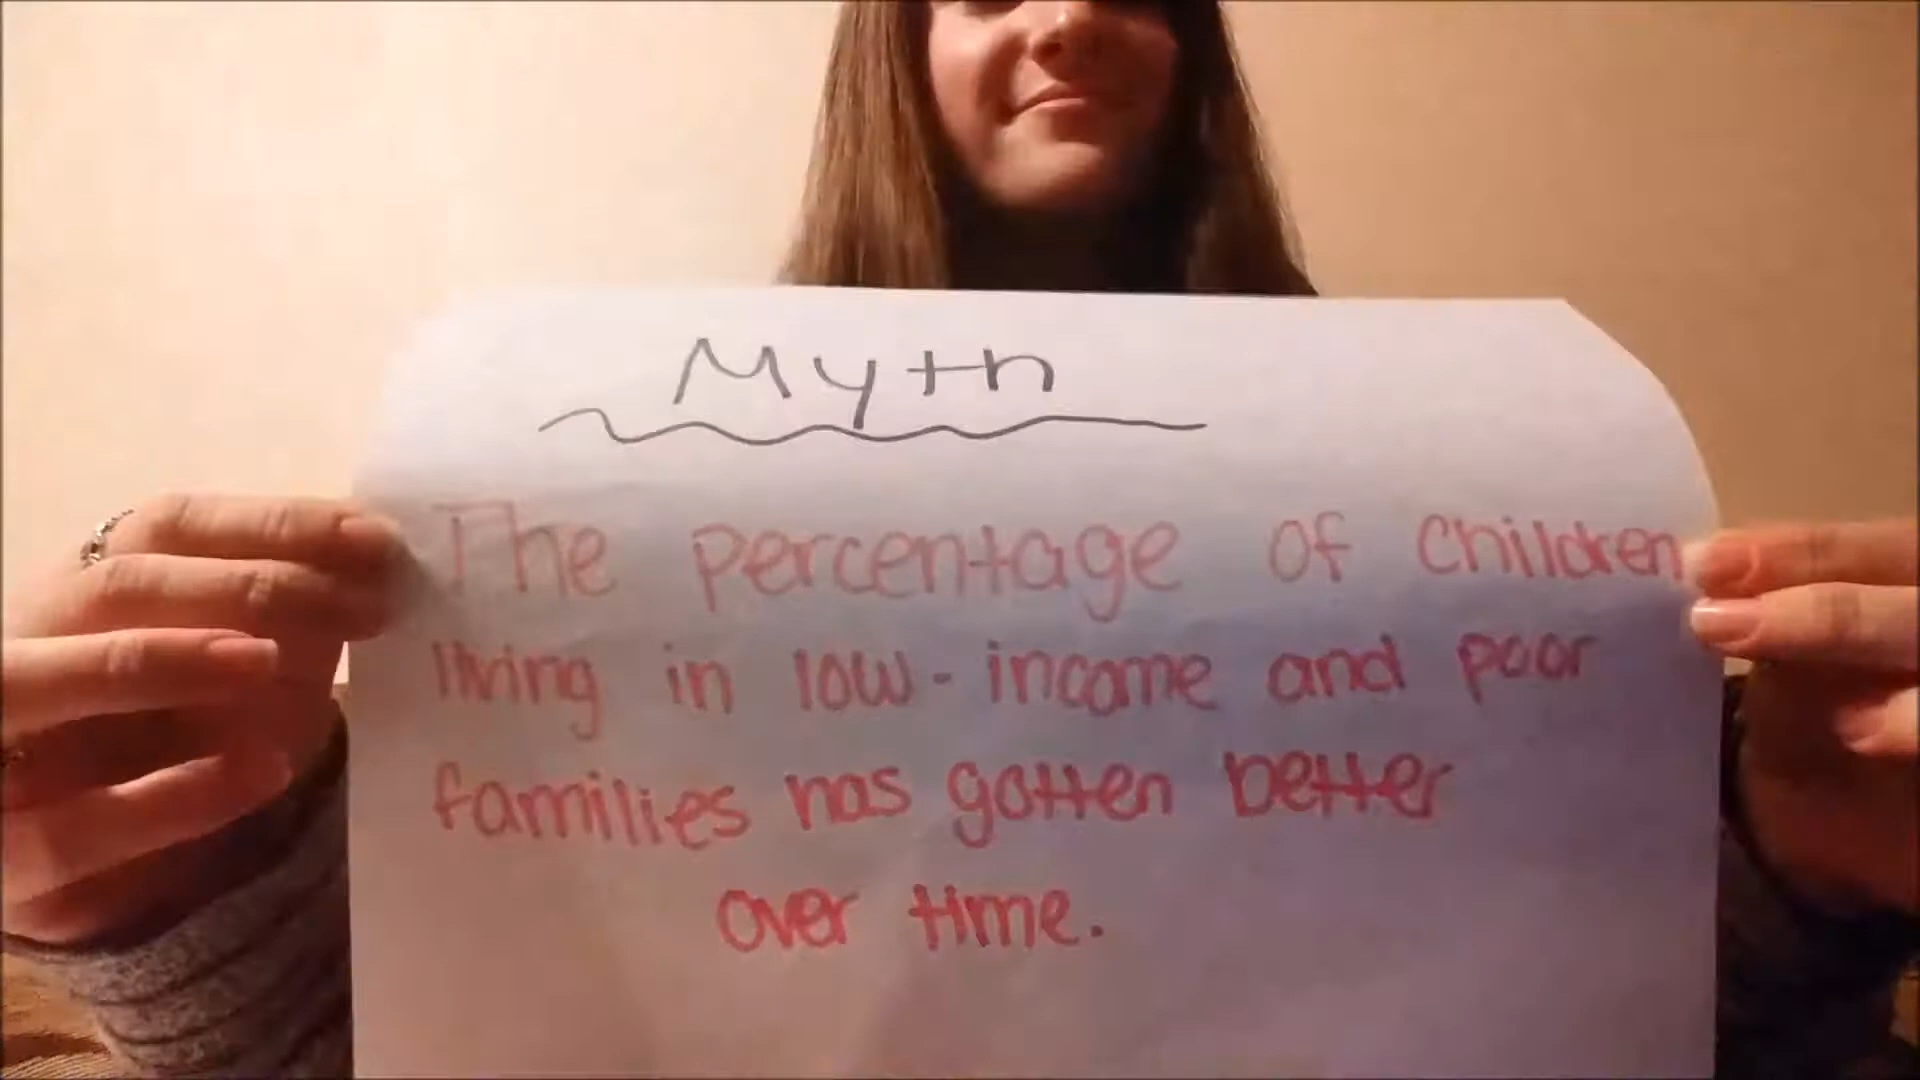 Myth
The percentage of children
living in low-income and poor
families has gotten better
over time.